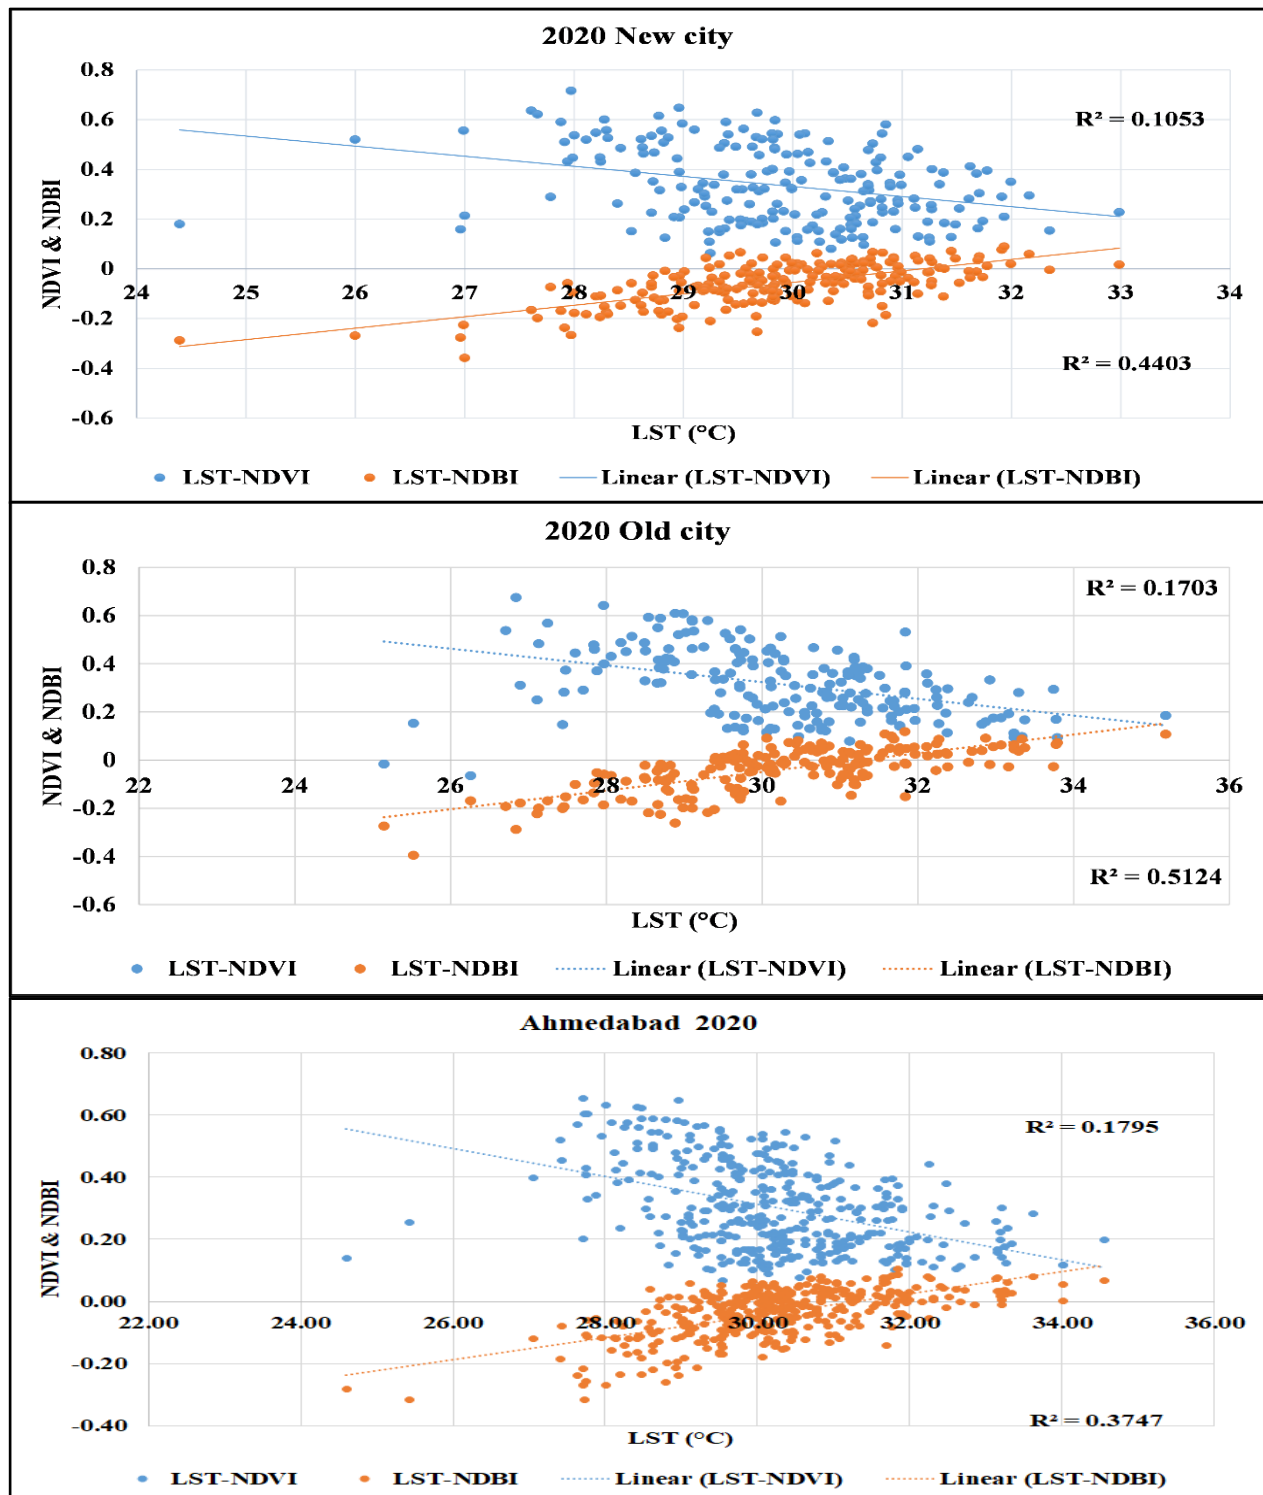 2020 New city
0.8
0.6
0.4
0.2
0
-0.2
-0.4
-0.6
NDVI & NDBI
R² = 0.1053
24 25 26 27 28 29 30 31 32 33 34
R² = 0.4403
LST (°C)
LST-NDVI LST-NDBI Linear (LST-NDVI) Linear (LST-NDBI)
2020 Old city
0.8
0.6
0.4
0.2
0
-0.2
-0.4
-0.6
NDVI & NDBI
R² = 0.1703
22 24 26 28 30 32 34 36
R² = 0.5124
LST (°C)
LST-NDVI LST-NDBI Linear (LST-NDVI) Linear (LST-NDBI)
Ahmedabad 2020
0.80
0.60
0.40
0.20
0.00
-0.20
-0.40
NDVI & NDBI
R² = 0.1795
22.00 24.00 26.00 28.00 30.00 32.00 34.00 36.00
R² = 0.3747
LST (°C)
LST-NDVI LST-NDBI Linear (LST-NDVI) Linear (LST-NDBI)